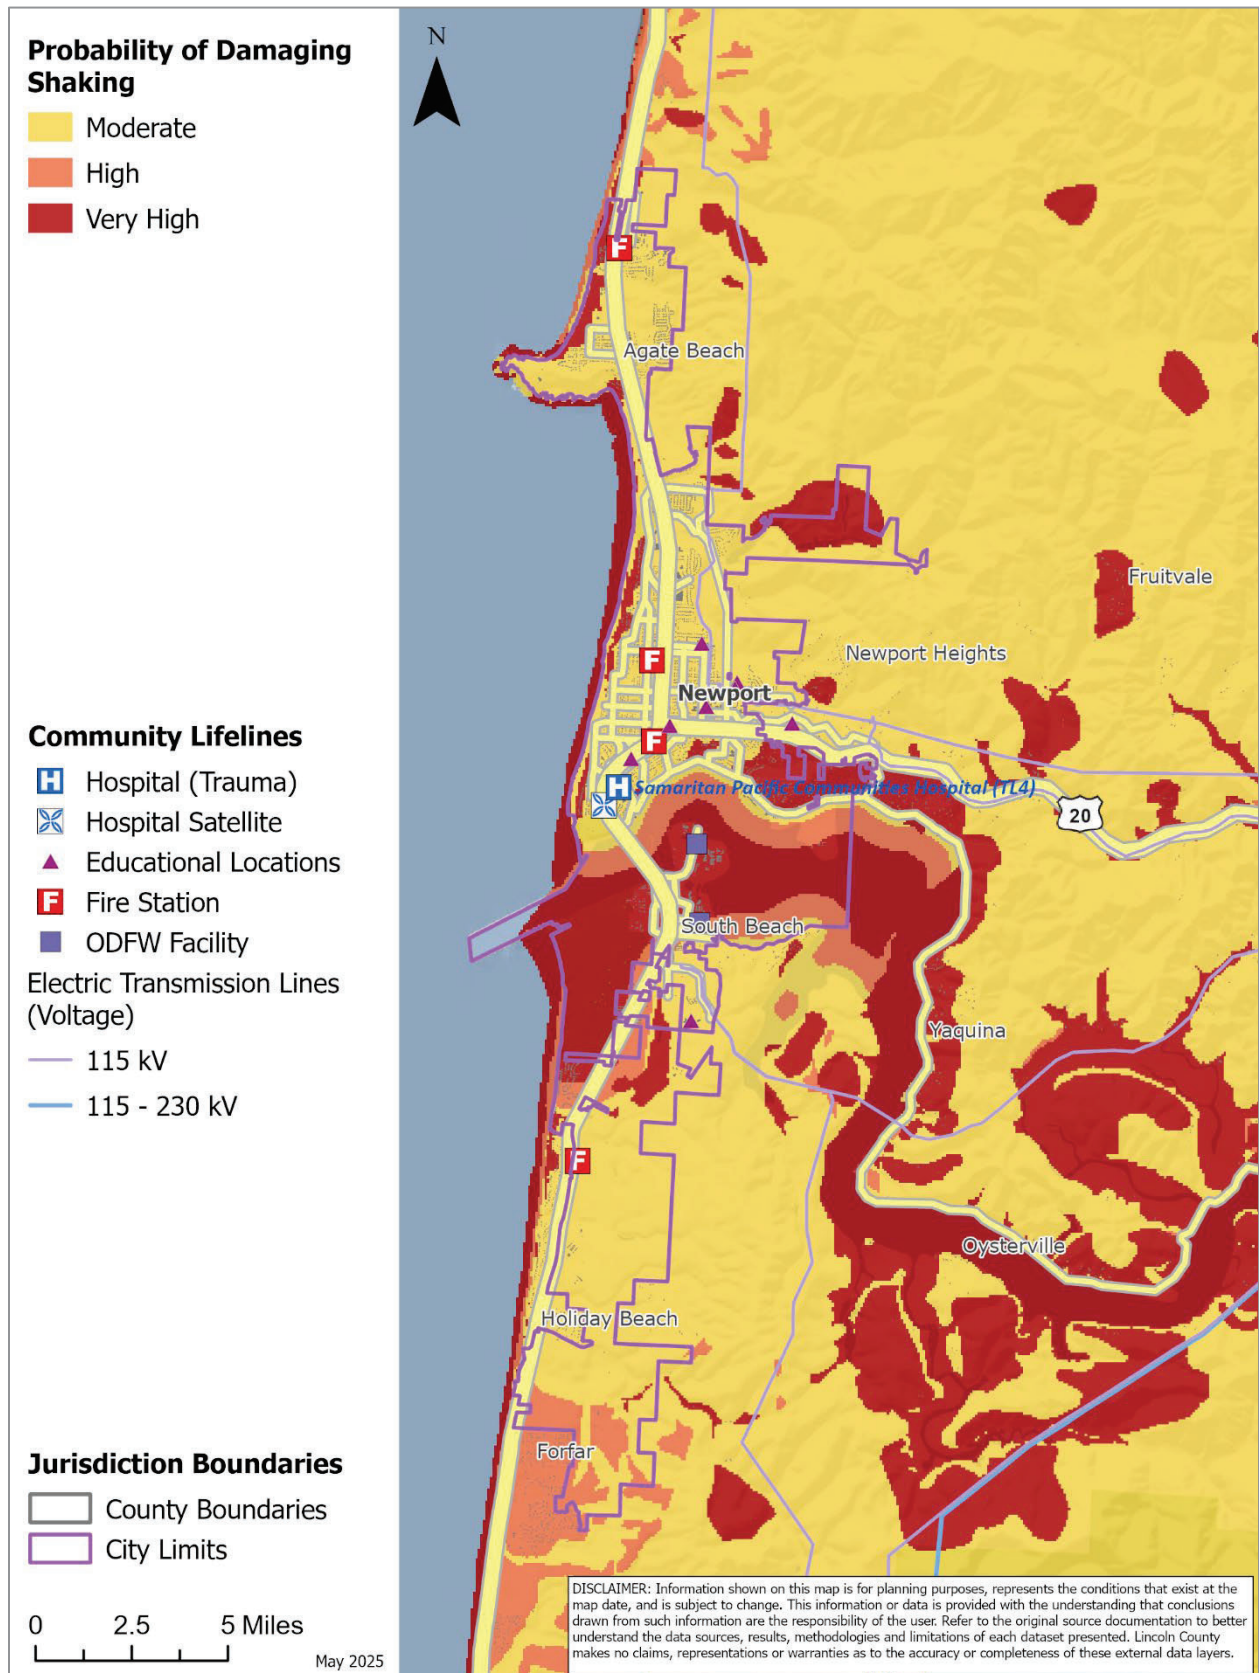 Probability of Damaging
Shaking
Moderate
High
Very High
Community Lifelines
H
Hospital (Trauma)
Hospital Satellite
Educational Locations
F
Fire Station
ODFW Facility
Electric Transmission Lines
(Voltage)
115 kV
115 - 230 kV
Jurisdiction Boundaries
County Boundaries
City Limits
0 2.5 5 Miles
May 2025
N
F
Agate Beach
Fruitvale
Newport Heights
F
Newport
F
H
Samaritan Pacific Communities Hospital (TL4)
20
South Beach
Yaquina
F
Oysterville
Holiday Beach
Forfar
DISCLAIMER: Information shown on this map is for planning purposes, represents the conditions that exist at the
map date, and is subject to change. This information or data is provided with the understanding that conclusions
drawn from such information are the responsibility of the user. Refer to the original source documentation to better
understand the data sources, results, methodologies and limitations of each dataset presented. Lincoln County
makes no claims, representations or warranties as to the accuracy or completeness of these external data layers.